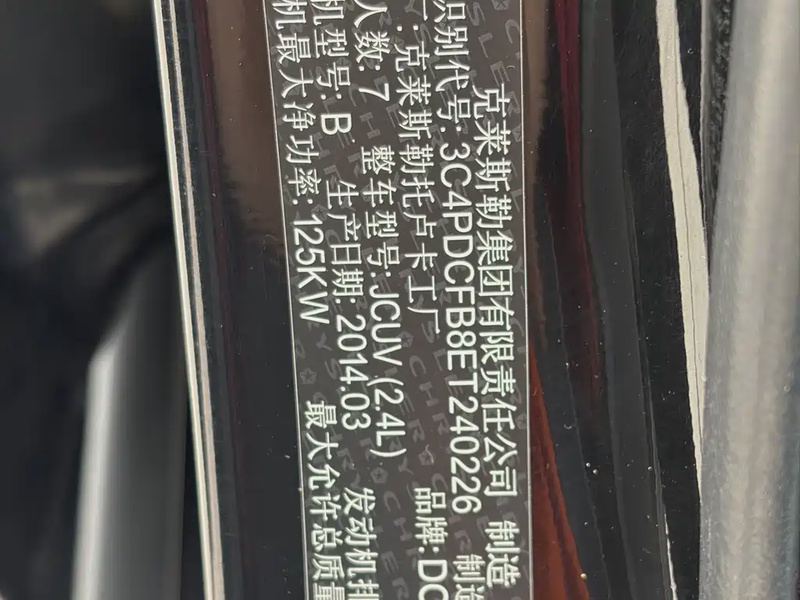 克莱斯勒集团有限责任公司 制造
识别代号: 3C4PDCFB8ET240226 制造
: 克莱斯勒托卢卡工厂 品牌: DO
人数: 7 整车型号: JCUV (2.4L) 发动机排
机型号: B 生产日期: 2014.03 最大允许总质量
机最大净功率: 125KW